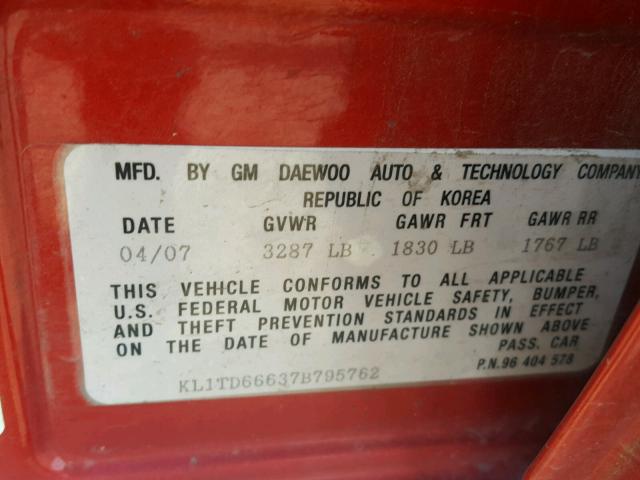 MFD. BY GM DAEWOO AUTO & TECHNOLOGY COMPANY
REPUBLIC OF KOREA
DATE GVWR GAWR FRT GAWR RR
04/07 3287 LB 1830 LB 1767 LB
THIS VEHICLE CONFORMS TO ALL APPLICABLE
U.S. FEDERAL MOTOR VEHICLE SAFETY, BUMPER,
AND THEFT PREVENTION STANDARDS IN EFFECT
ON THE DATE OF MANUFACTURE SHOWN ABOVE
PASS. CAR
P.N.96 404 578
KL1TD66637B795762